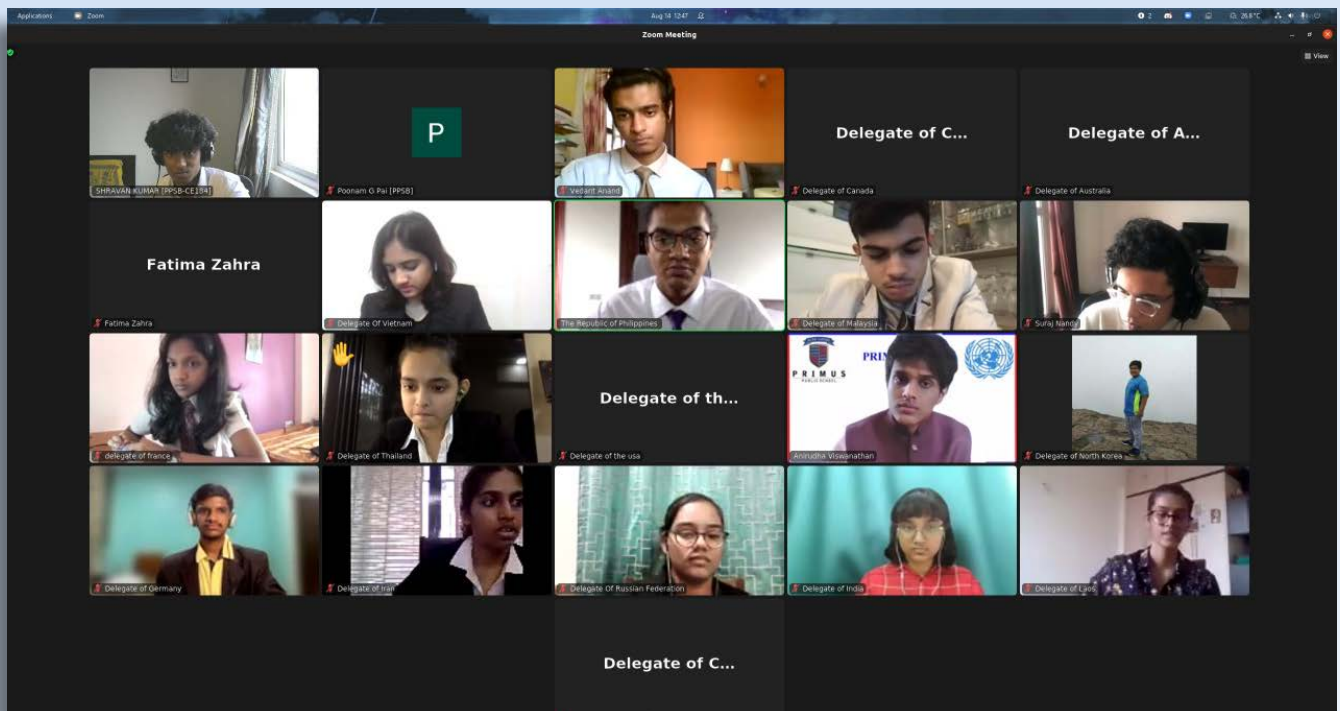 Applications Zoom Aug 14 12:47 2 26.8°C
Zoom Meeting
View
SHRAVAN KUMAR [PPSB-CE184]
P
Poonam G Pai [PPSB]
Vedant Anand
Delegate of C...
Delegate of Canada
Delegate of A...
Delegate of Australia
Fatima Zahra
Fatima Zahra
Delegate Of Vietnam
The Republic of Philippines
Delegate of Malaysia
Suraj Nandy
delegate of france
Delegate of Thailand
Delegate of th...
Delegate of the usa
PRIMUS
PUBLIC SCHOOL
PRI
Anirudha Viswanathan
Delegate of North Korea
Delegate of Germany
Delegate of Iran
Delegate Of Russian Federation
Delegate of India
Delegate of Laos
Delegate of C...